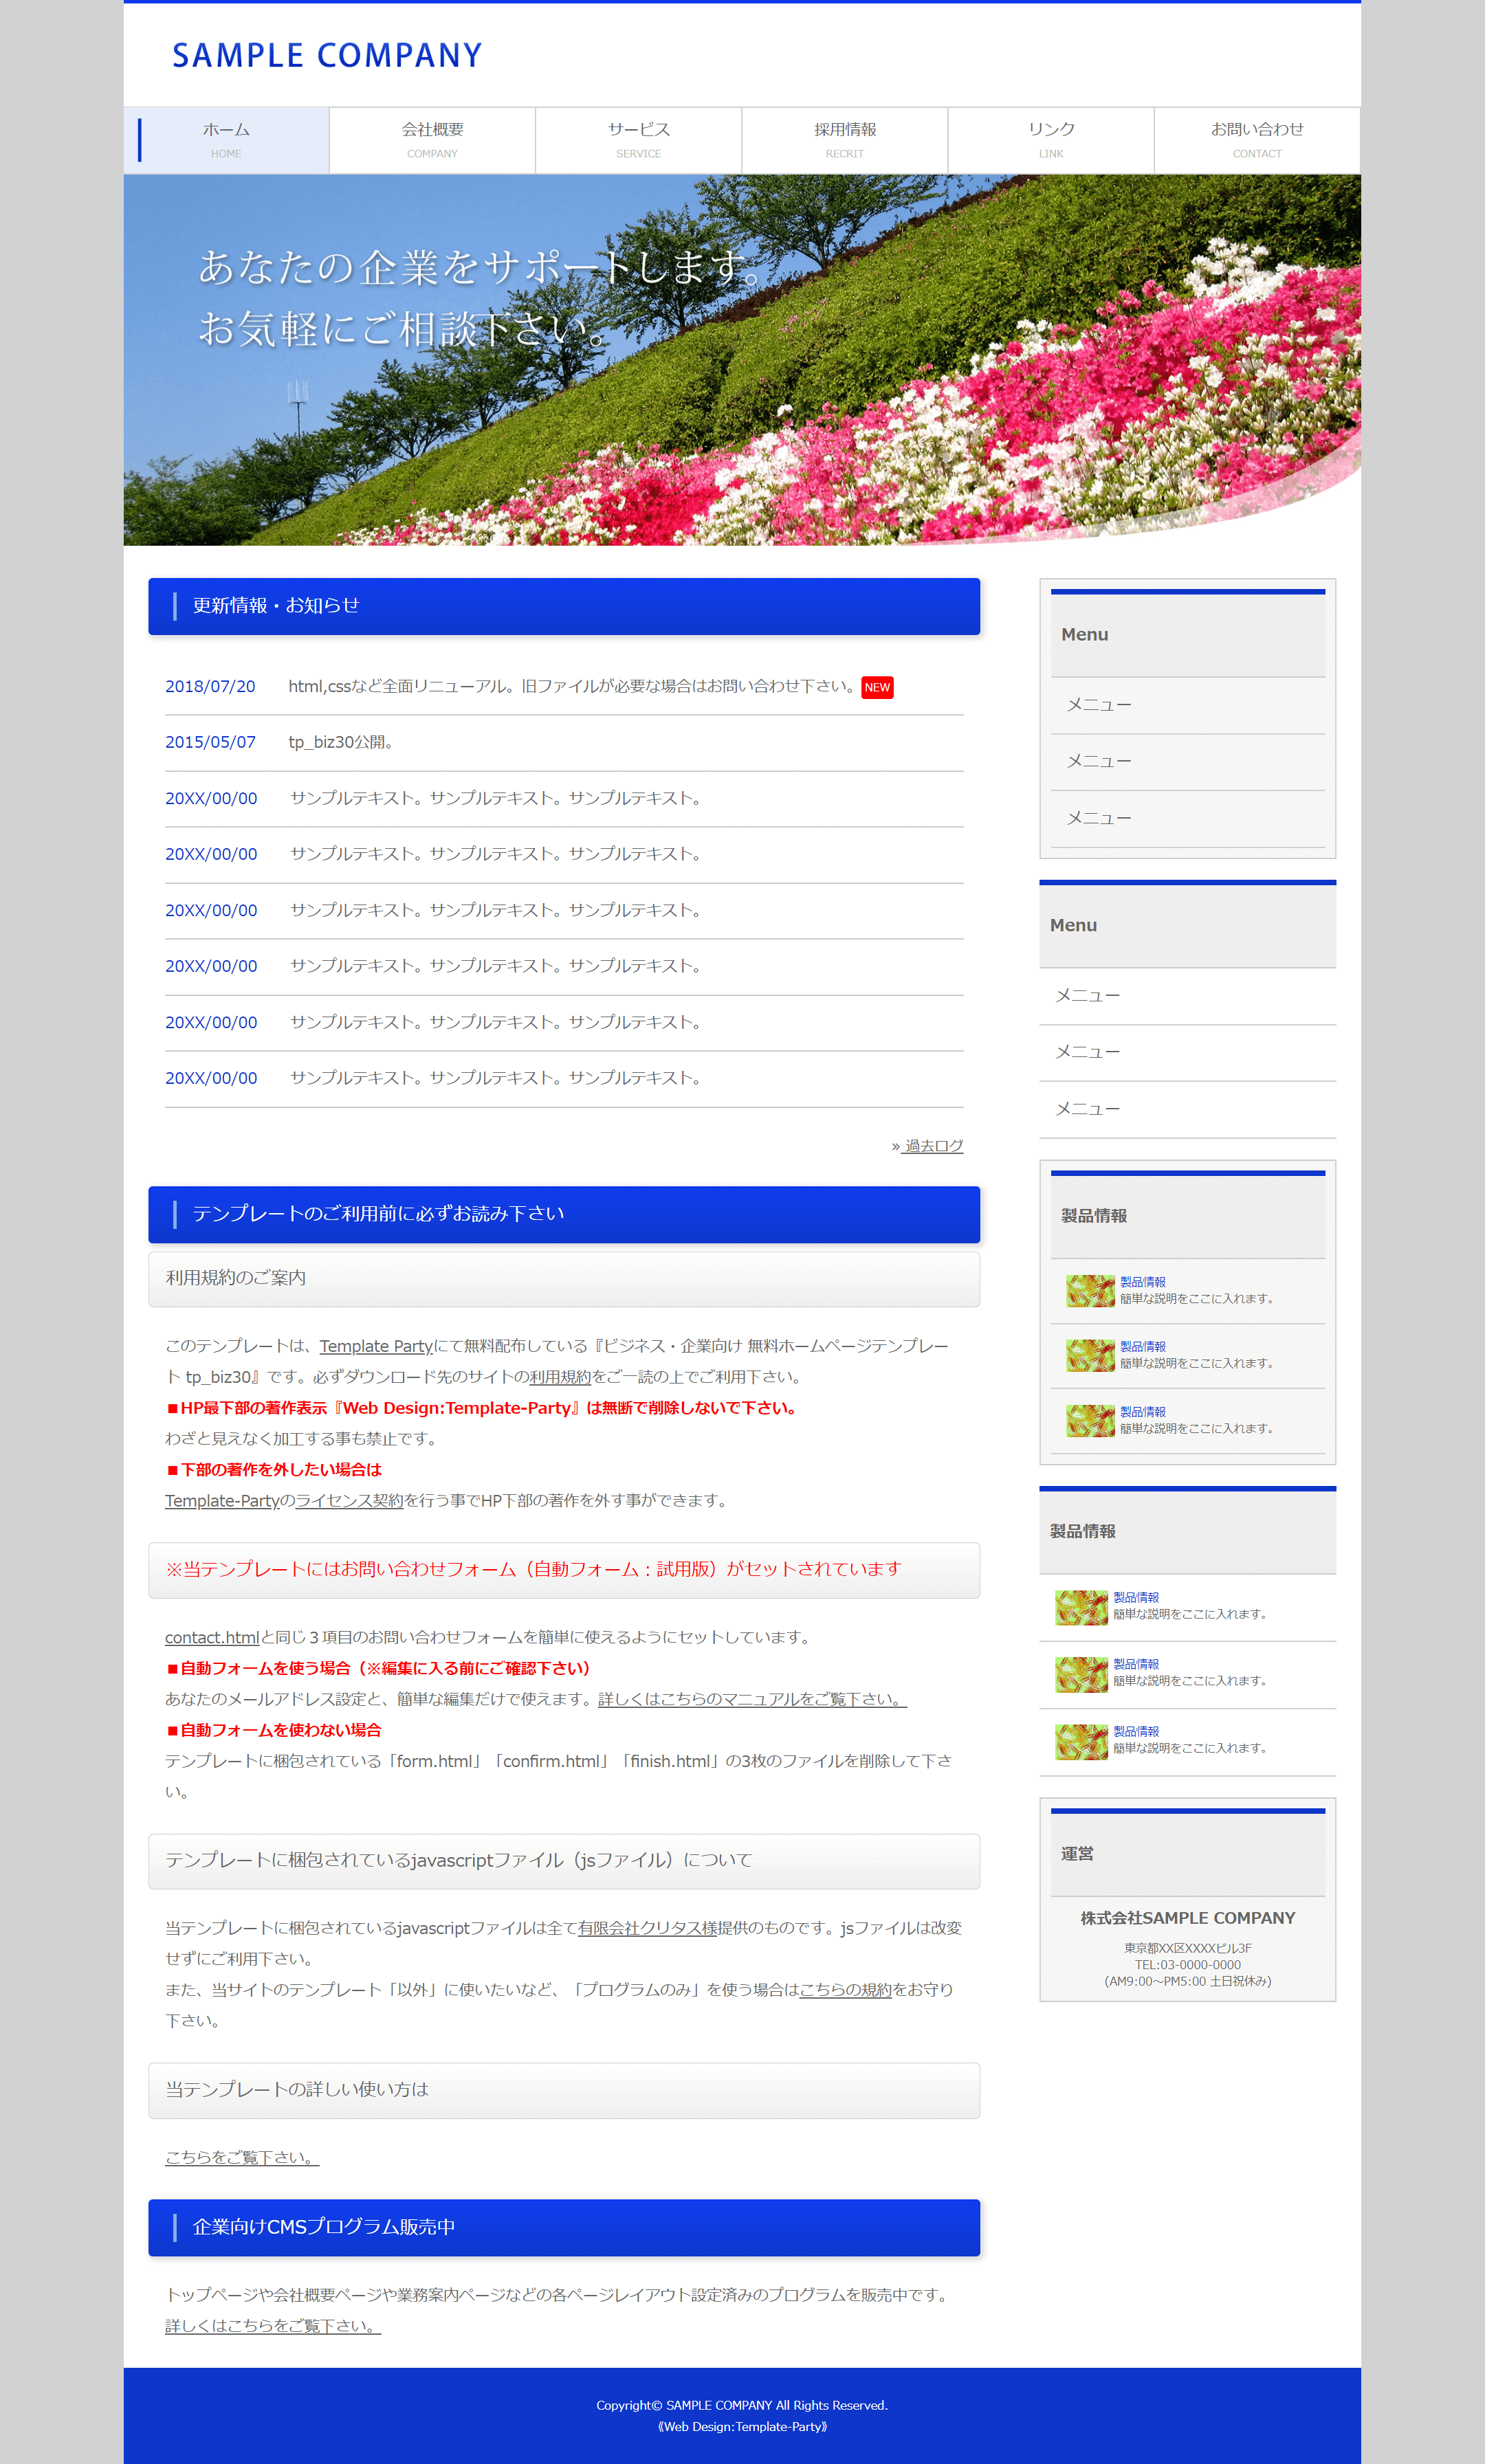 SAMPLE COMPANY
ホーム
HOME
会社概要
COMPANY
サービス
SERVICE
採用情報
RECRIT
リンク
LINK
お問い合わせ
CONTACT
あなたの企業をサポートします。
お気軽にご相談下さい。
更新情報・お知らせ
2018/07/20 html,cssなど全面リニューアル。旧ファイルが必要な場合はお問い合わせ下さい。NEW
2015/05/07 tp_biz30公開。
20XX/00/00 サンプルテキスト。サンプルテキスト。サンプルテキスト。
20XX/00/00 サンプルテキスト。サンプルテキスト。サンプルテキスト。
20XX/00/00 サンプルテキスト。サンプルテキスト。サンプルテキスト。
20XX/00/00 サンプルテキスト。サンプルテキスト。サンプルテキスト。
20XX/00/00 サンプルテキスト。サンプルテキスト。サンプルテキスト。
20XX/00/00 サンプルテキスト。サンプルテキスト。サンプルテキスト。
» 過去ログ
テンプレートのご利用前に必ずお読み下さい
利用規約のご案内
このテンプレートは、Template Partyにて無料配布している『ビジネス・企業向け 無料ホームページテンプレー
ト tp_biz30』です。必ずダウンロード先のサイトの利用規約をご一読の上でご利用下さい。
■HP最下部の著作表示『Web Design:Template-Party』は無断で削除しないで下さい。
わざと見えなく加工する事も禁止です。
■下部の著作を外したい場合は
Template-Partyのライセンス契約を行う事でHP下部の著作を外す事ができます。
※当テンプレートにはお問い合わせフォーム（自動フォーム：試用版）がセットされています
contact.htmlと同じ３項目のお問い合わせフォームを簡単に使えるようにセットしています。
■自動フォームを使う場合（※編集に入る前にご確認下さい）
あなたのメールアドレス設定と、簡単な編集だけで使えます。詳しくはこちらのマニュアルをご覧下さい。
■自動フォームを使わない場合
テンプレートに梱包されている「form.html」「confirm.html」「finish.html」の3枚のファイルを削除して下さ
い。
テンプレートに梱包されているjavascriptファイル（jsファイル）について
当テンプレートに梱包されているjavascriptファイルは全て有限会社クリタス様提供のものです。jsファイルは改変
せずにご利用下さい。
また、当サイトのテンプレート「以外」に使いたいなど、「プログラムのみ」を使う場合はこちらの規約をお守り
下さい。
当テンプレートの詳しい使い方は
こちらをご覧下さい。
企業向けCMSプログラム販売中
トップページや会社概要ページや業務案内ページなどの各ページレイアウト設定済みのプログラムを販売中です。
詳しくはこちらをご覧下さい。
Menu
メニュー
メニュー
メニュー
Menu
メニュー
メニュー
メニュー
製品情報
製品情報
簡単な説明をここに入れます。
製品情報
簡単な説明をここに入れます。
製品情報
簡単な説明をここに入れます。
製品情報
製品情報
簡単な説明をここに入れます。
製品情報
簡単な説明をここに入れます。
製品情報
簡単な説明をここに入れます。
運営
株式会社SAMPLE COMPANY
東京都XX区XXXXビル3F
TEL:03-0000-0000
(AM9:00～PM5:00 土日祝休み)
Copyright© SAMPLE COMPANY All Rights Reserved.
《Web Design:Template-Party》